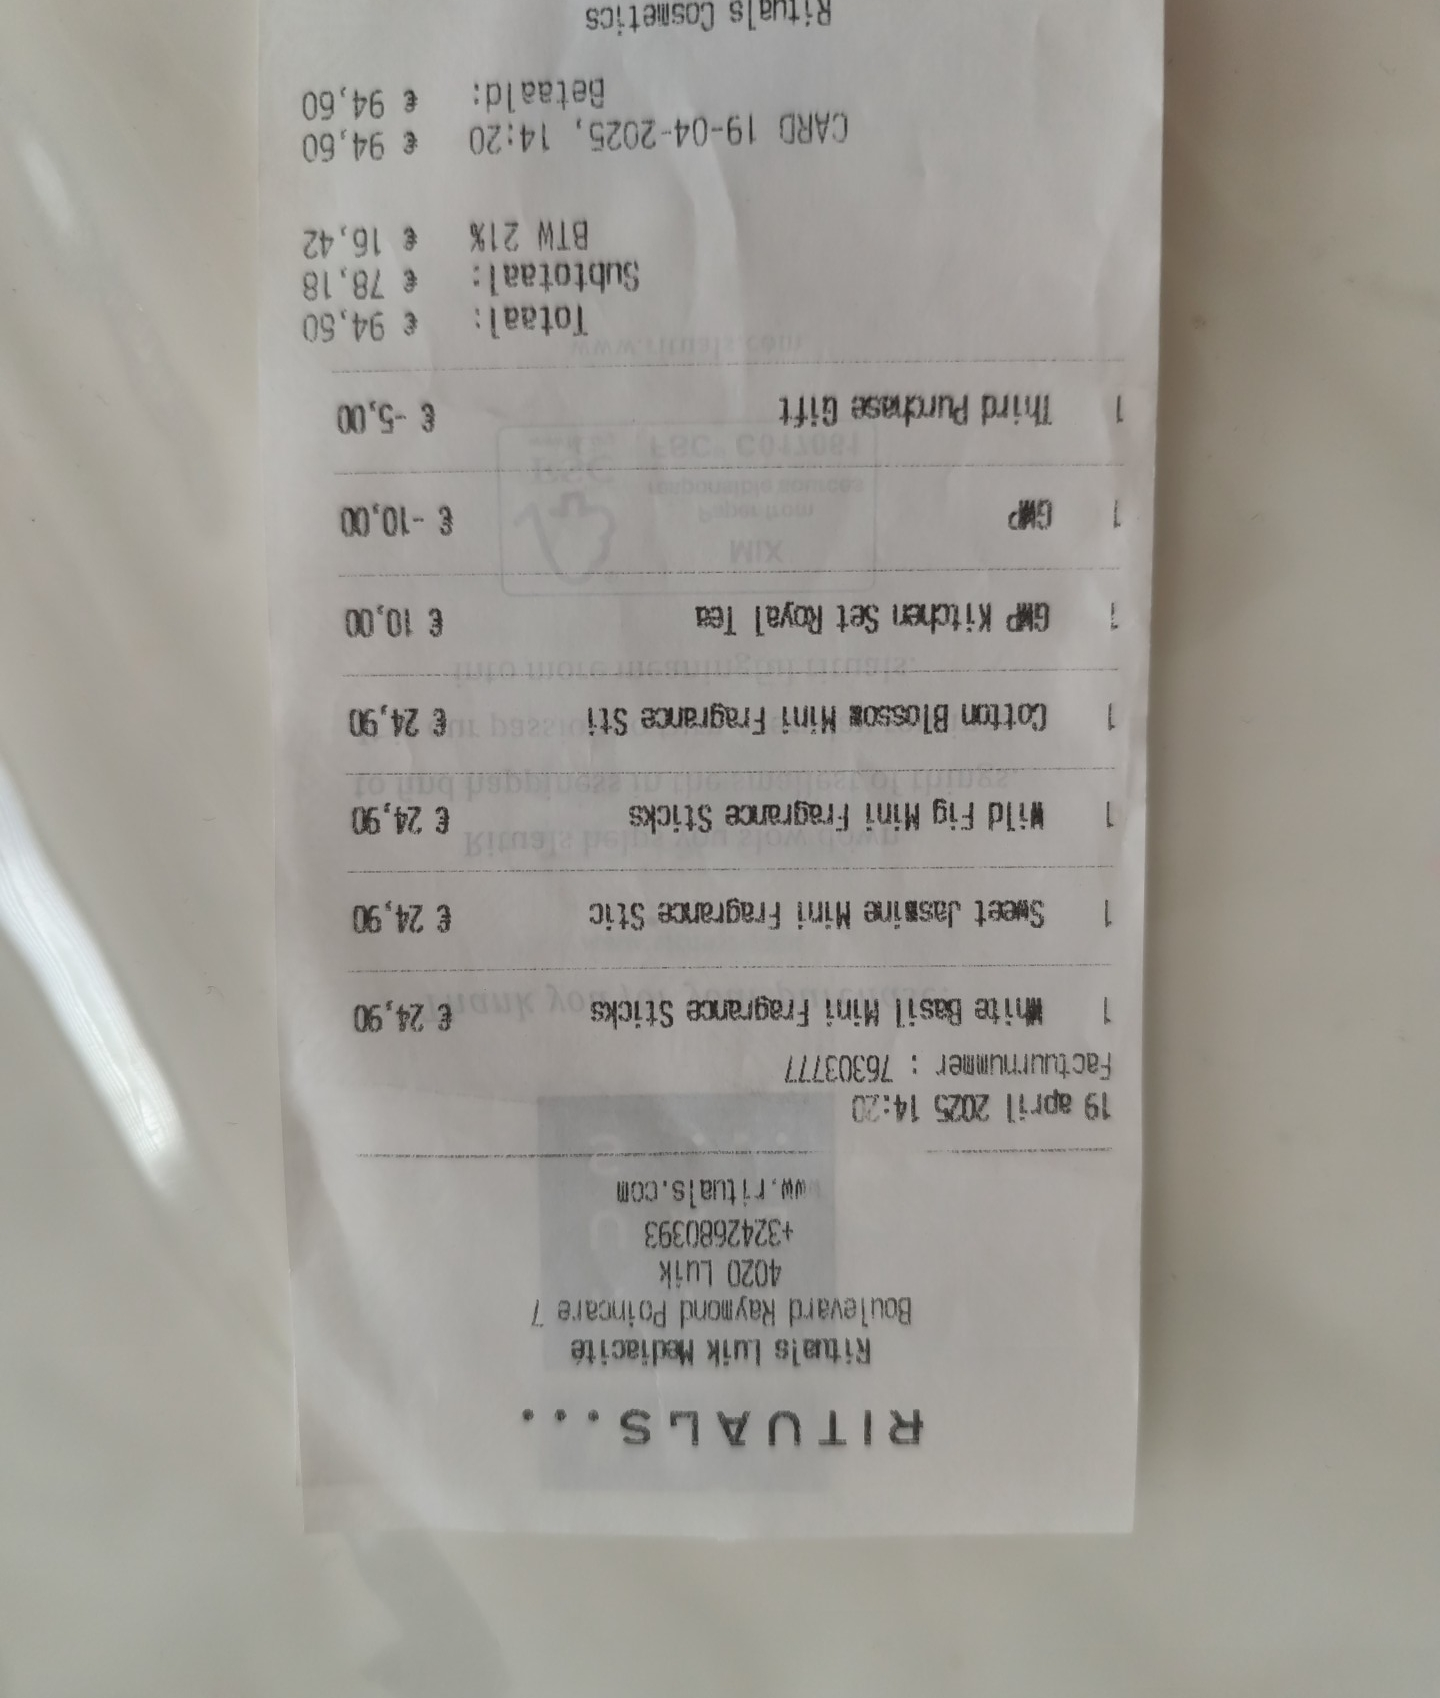 RITUALS...
Rituals Luik Mediacité
Boulevard Raymond Poincare 7
4020 Luik
+3242680393
www.rituals.com
19 april 2025 14:20
Factuurnummer : 76303777
1 White Basil Mini Fragrance Sticks € 24,90
1 Sweet Jasmine Mini Fragrance Stic € 24,90
1 Wild Fig Mini Fragrance Sticks € 24,90
1 Cotton Blossom Mini Fragrance Sti € 24,90
1 GWP Kitchen Set Royal Tea € 10,00
1 GWP € -10,00
1 Third Purchase Gift € -5,00
Totaal: € 94,60
Subtotaal: € 78,18
BTW 21% € 16,42
CARD 19-04-2025, 14:20 € 94,60
Betaald: € 94,60
Rituals Cosmetics